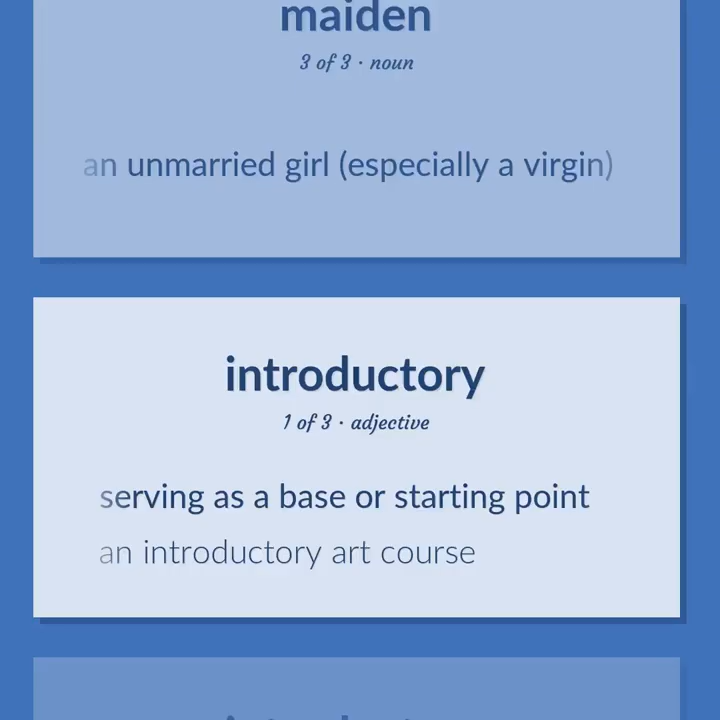 maiden
3 of 3 · noun
an unmarried girl (especially a virgin)
introductory
1 of 3 · adjective
serving as a base or starting point
an introductory art course